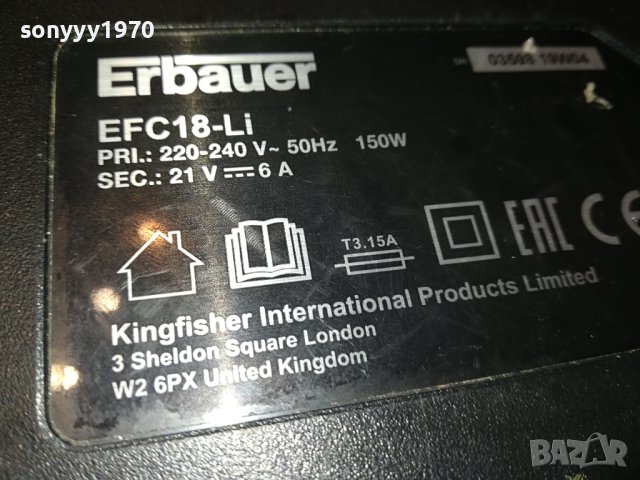 sonyyy1970
Erbauer
03598 19W04
EFC18-Li
PRI.: 220-240 V~ 50Hz 150W
SEC.: 21 V⎓6 A
T3.15A
EAC CE
Kingfisher International Products Limited
3 Sheldon Square London
W2 6PX United Kingdom
BAZAR